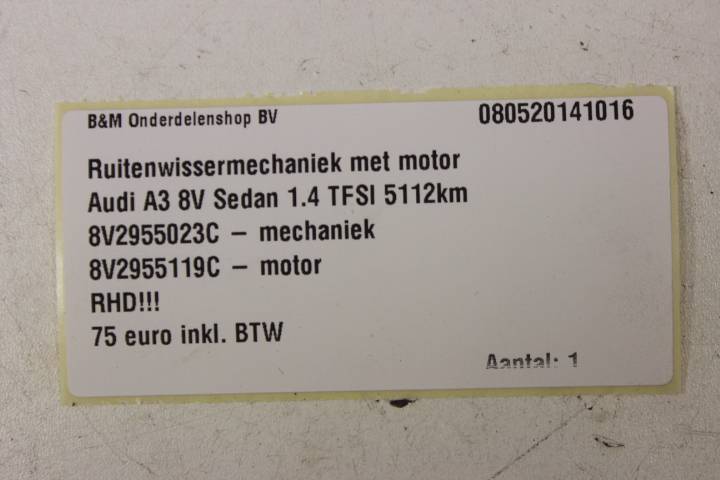 B&M Onderdelenshop BV 080520141016
Ruitenwissermechaniek met motor
Audi A3 8V Sedan 1.4 TFSI 5112km
8V2955023C – mechaniek
8V2955119C – motor
RHD!!!
75 euro inkl. BTW
Aantal: 1